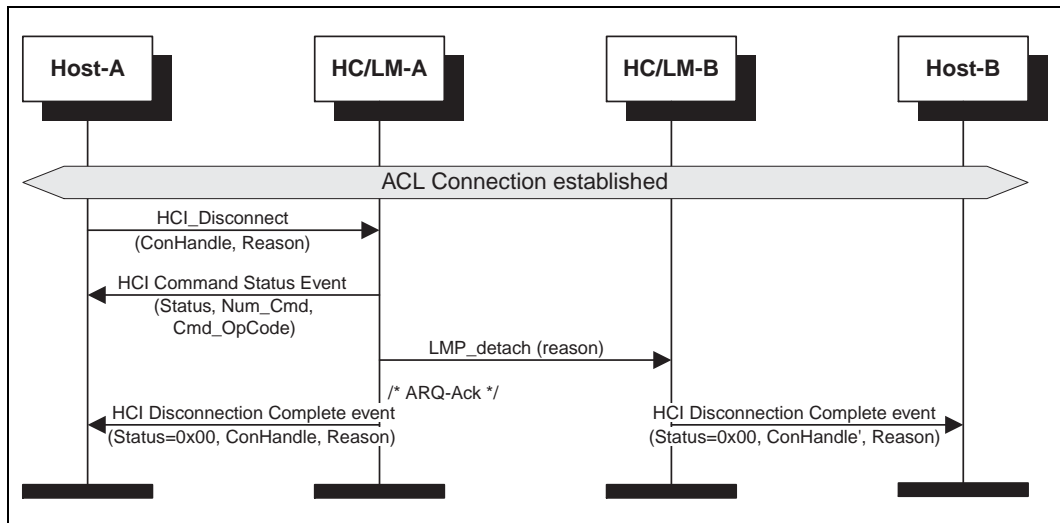 Host-A
HC/LM-A
HC/LM-B
Host-B
ACL Connection established
HCI_Disconnect
(ConHandle, Reason)
HCI Command Status Event
(Status, Num_Cmd,
Cmd_OpCode)
LMP_detach (reason)
/* ARQ-Ack */
HCI Disconnection Complete event
(Status=0x00, ConHandle, Reason)
HCI Disconnection Complete event
(Status=0x00, ConHandle', Reason)